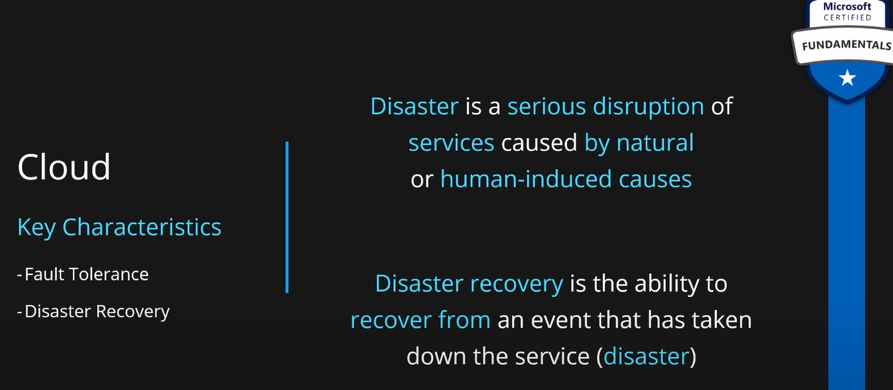 Microsoft
CERTIFIED
FUNDAMENTALS
Cloud
Key Characteristics
-Fault Tolerance
-Disaster Recovery
Disaster is a serious disruption of
services caused by natural
or human-induced causes
Disaster recovery is the ability to
recover from an event that has taken
down the service (disaster)